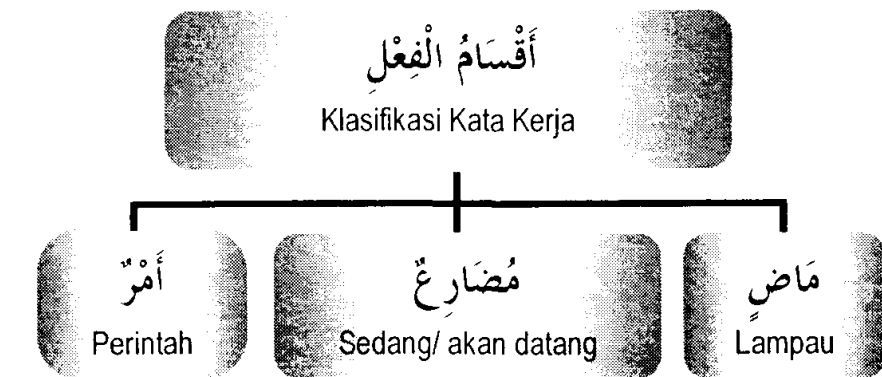 أَقْسَامُ الْفِعْلِ
Klasifikasi Kata Kerja
مَاضٍ
Lampau
مُضَارِعٌ
Sedang/ akan datang
أَمْرٌ
Perintah